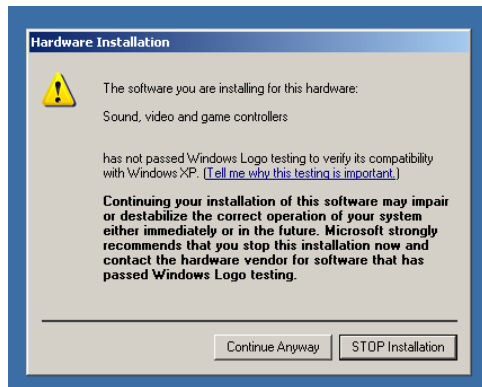 Hardware Installation
The software you are installing for this hardware:
Sound, video and game controllers
has not passed Windows Logo testing to verify its compatibility
with Windows XP. (Tell me why this testing is important.)
Continuing your installation of this software may impair
or destabilize the correct operation of your system
either immediately or in the future. Microsoft strongly
recommends that you stop this installation now and
contact the hardware vendor for software that has
passed Windows Logo testing.
Continue Anyway
STOP Installation